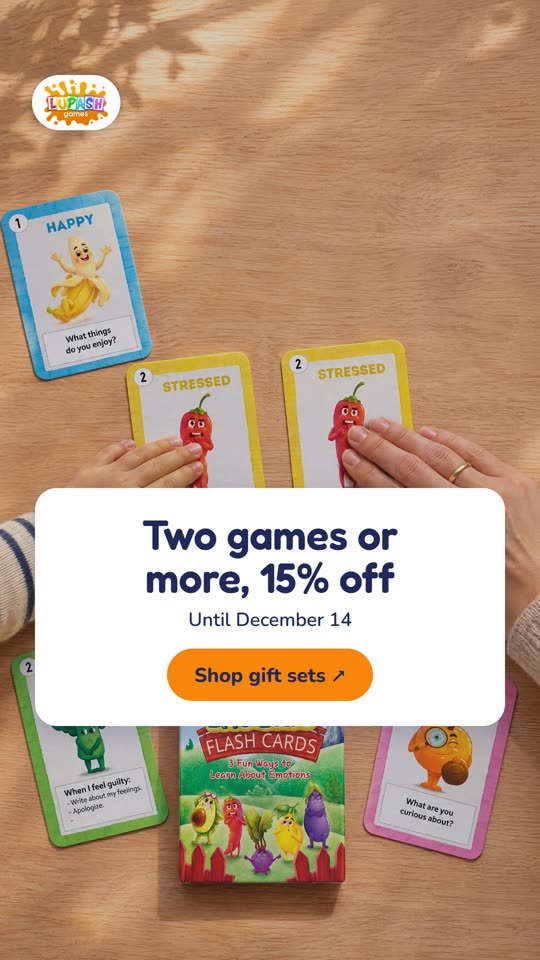 LUPASH
games
1
HAPPY
What things
do you enjoy?
2
STRESSED
2
STRESSED
Two games or
more, 15% off
Until December 14
Shop gift sets ↗
2
When I feel guilty:
- Write about my feelings.
- Apologize.
-
FLASH CARDS
3 Fun Ways to
Learn About Emotions
What are you
curious about?